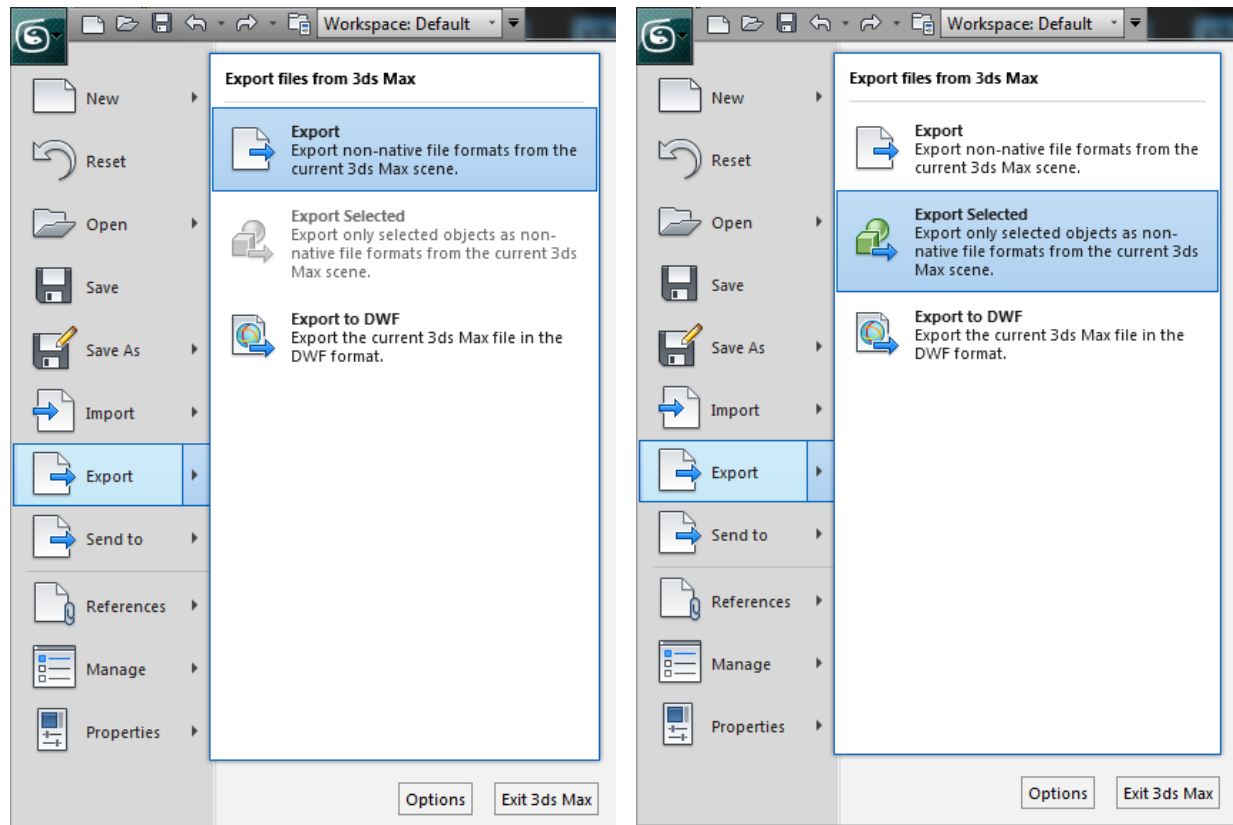 Workspace: Default
New
Reset
Open
Save
Save As
Import
Export
Send to
References
Manage
Properties
Export files from 3ds Max
Export
Export non-native file formats from the
current 3ds Max scene.
Export Selected
Export only selected objects as non-
native file formats from the current 3ds
Max scene.
Export to DWF
Export the current 3ds Max file in the
DWF format.
Options
Exit 3ds Max
Workspace: Default
New
Reset
Open
Save
Save As
Import
Export
Send to
References
Manage
Properties
Export files from 3ds Max
Export
Export non-native file formats from the
current 3ds Max scene.
Export Selected
Export only selected objects as non-
native file formats from the current 3ds
Max scene.
Export to DWF
Export the current 3ds Max file in the
DWF format.
Options
Exit 3ds Max